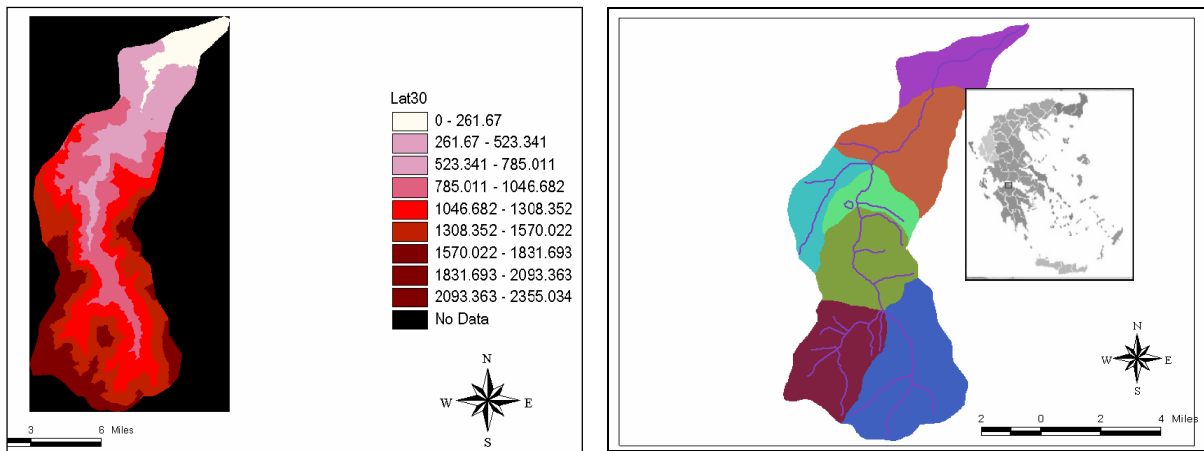 Lat30
0 - 261.67
261.67 - 523.341
523.341 - 785.011
785.011 - 1046.682
1046.682 - 1308.352
1308.352 - 1570.022
1570.022 - 1831.693
1831.693 - 2093.363
2093.363 - 2355.034
No Data
N
W E
S
3 6 Miles
N
W E
S
2 0 2 4 Miles